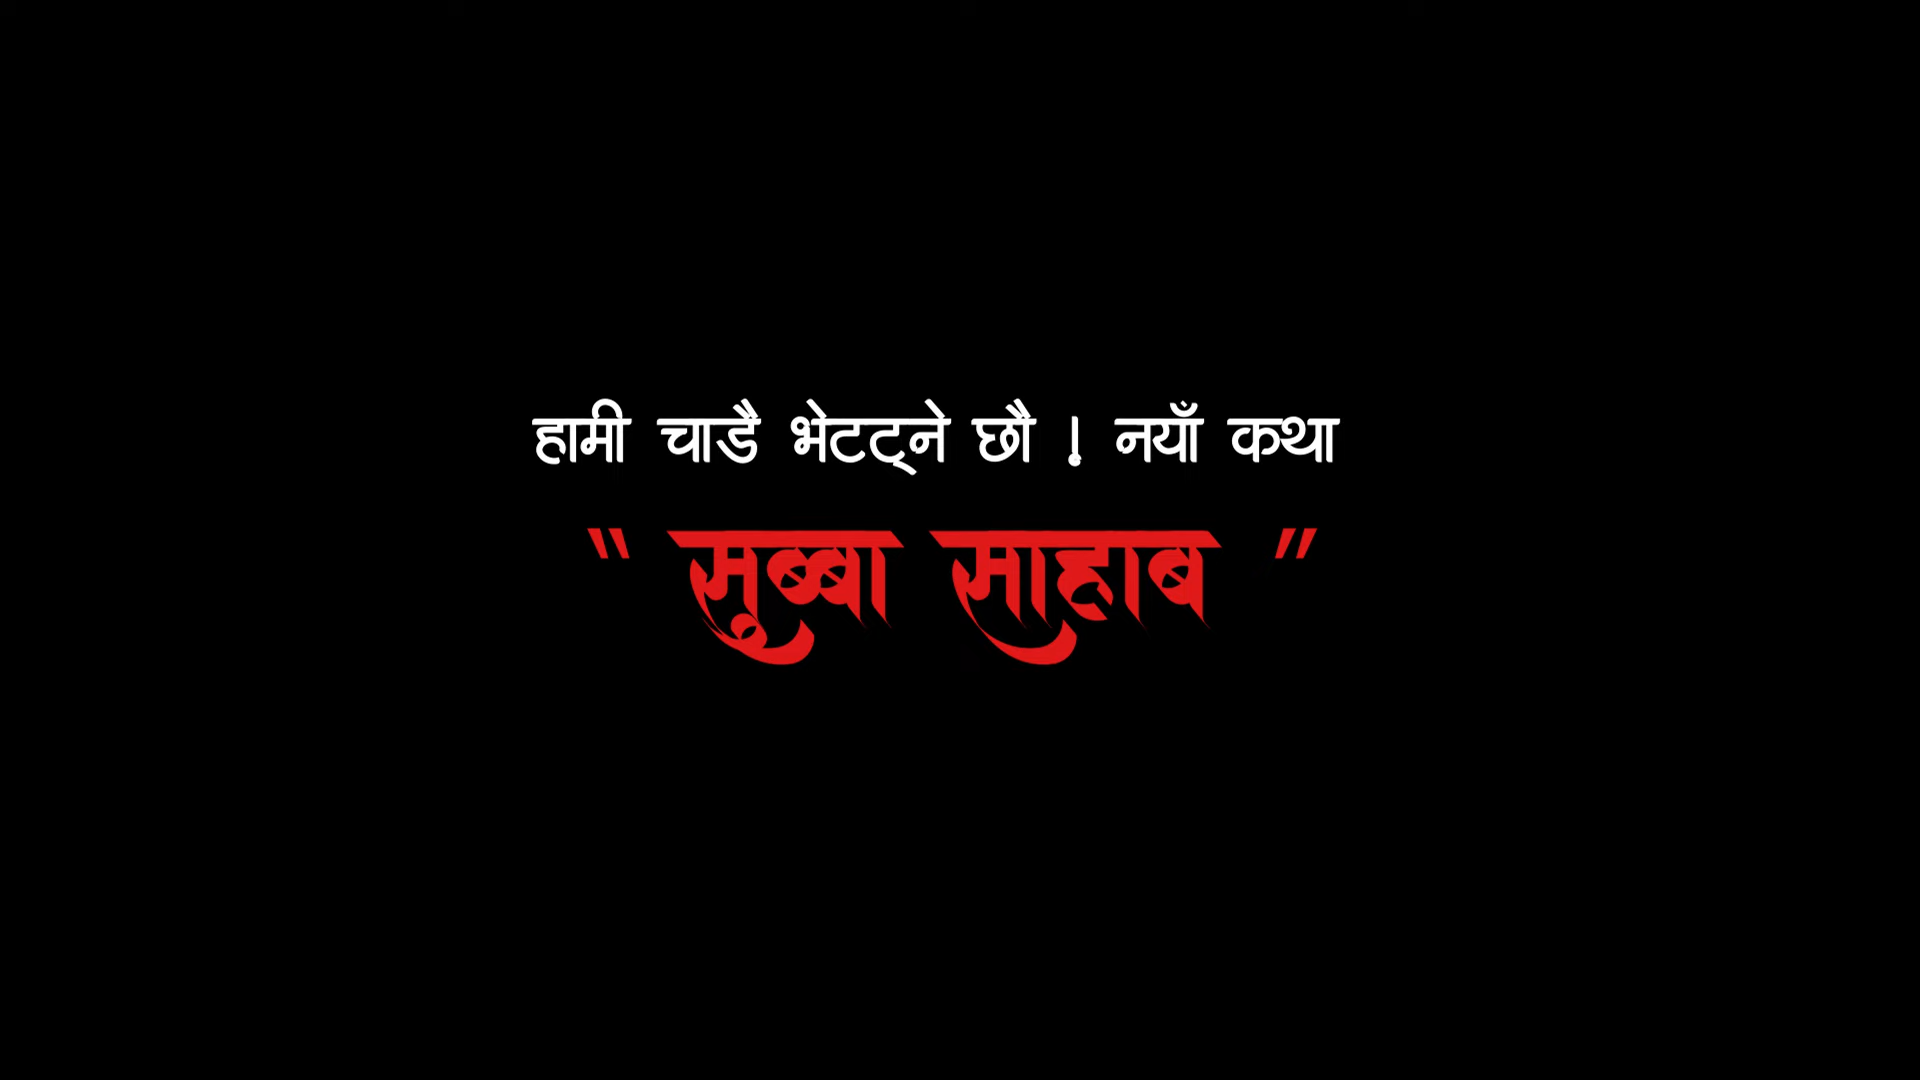 हामी चाडै भेटट्ने छौ ! नयाँ कथा
“ सुब्बा साहाब ”